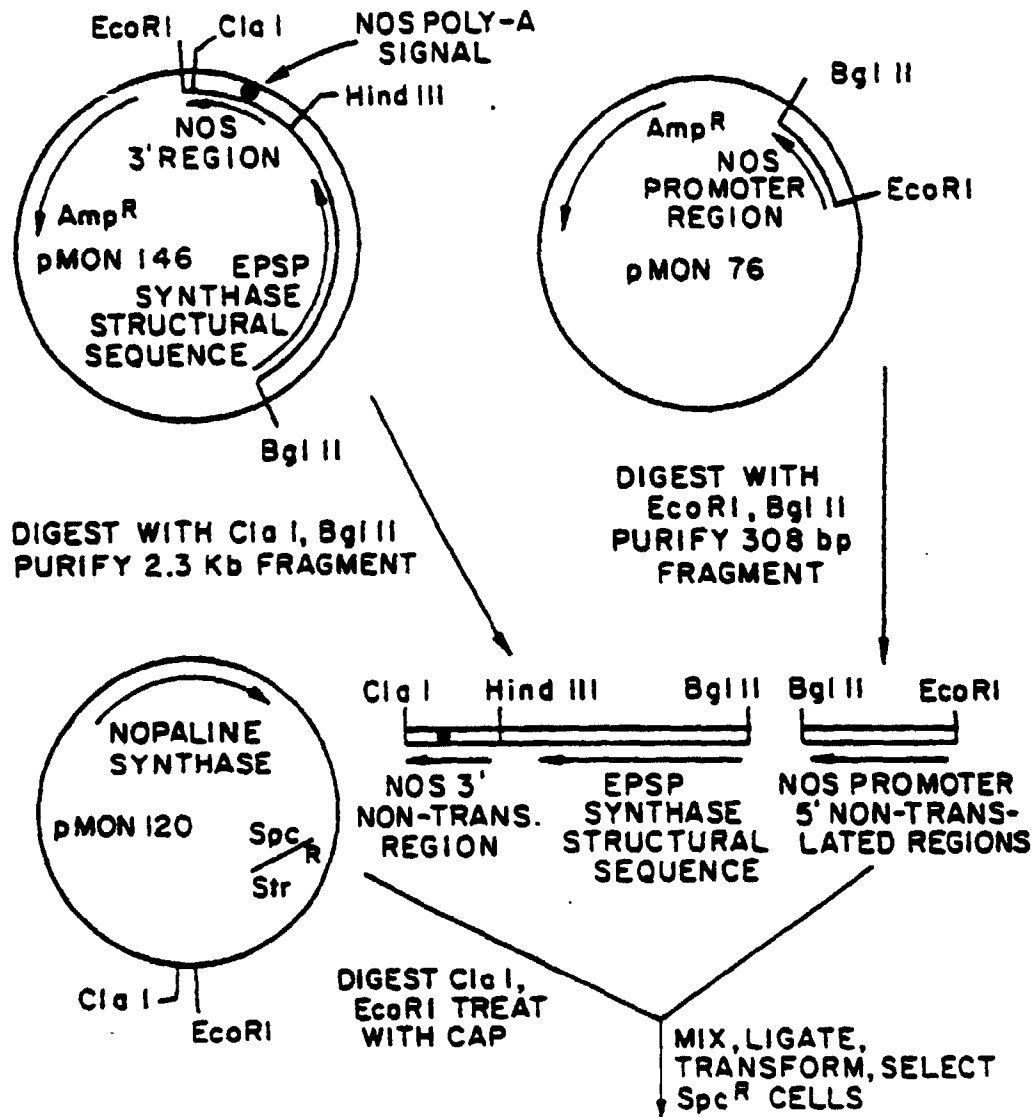 EcoRI
Cla I
NOS POLY-A
SIGNAL
Hind III
NOS
3' REGION
Amp R
pMON 146
EPSP
SYNTHASE
STRUCTURAL
SEQUENCE
Bgl II
Bgl II
Amp R
NOS
PROMOTER
REGION
EcoRI
pMON 76
DIGEST WITH Cla I, Bgl II
PURIFY 2.3 Kb FRAGMENT
DIGEST WITH
EcoRI, Bgl II
PURIFY 308 bp
FRAGMENT
NOPALINE
SYNTHASE
pMON 120
Spc R
Str
Cla I
EcoRI
Cla I
Hind III
Bgl II
Bgl II
EcoRI
NOS 3'
NON-TRANS.
REGION
EPSP
SYNTHASE
STRUCTURAL
SEQUENCE
NOS PROMOTER
5' NON-TRANS-
LATED REGIONS
DIGEST Cla I,
EcoRI TREAT
WITH CAP
MIX, LIGATE,
TRANSFORM, SELECT
Spc R CELLS